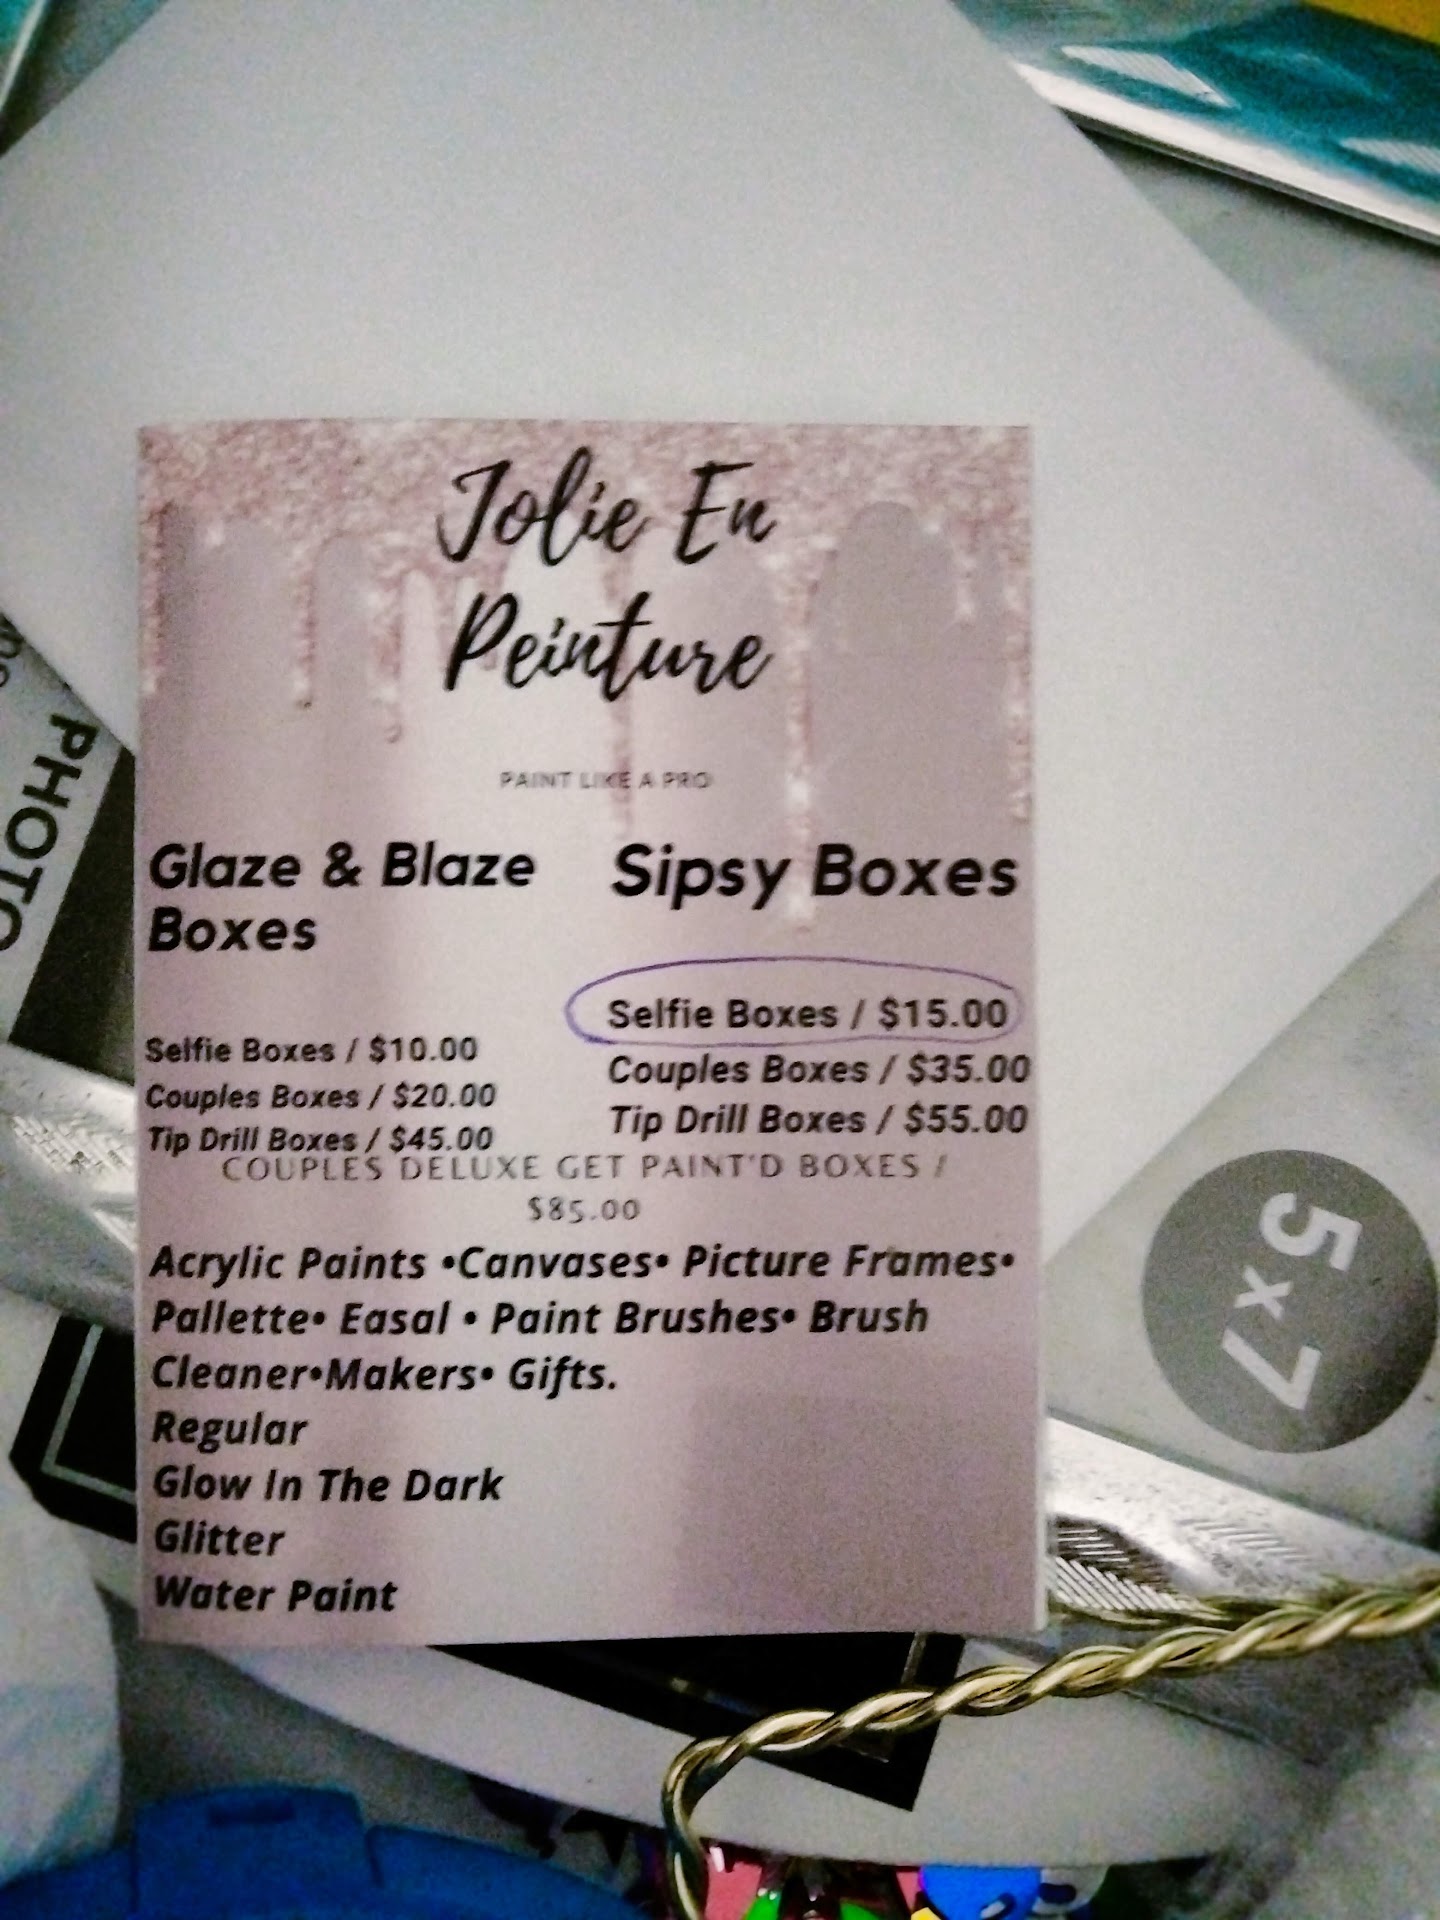 Jolie En
Peinture
PAINT LIKE A PRO
Glaze & Blaze
Boxes
Selfie Boxes / $10.00
Couples Boxes / $20.00
Tip Drill Boxes / $45.00
Sipsy Boxes
Selfie Boxes / $15.00
Couples Boxes / $35.00
Tip Drill Boxes / $55.00
COUPLES DELUXE GET PAINT'D BOXES /
$85.00
Acrylic Paints •Canvases• Picture Frames•
Pallette• Easal • Paint Brushes• Brush
Cleaner•Makers• Gifts.
Regular
Glow In The Dark
Glitter
Water Paint
PHOTO
5 x 7